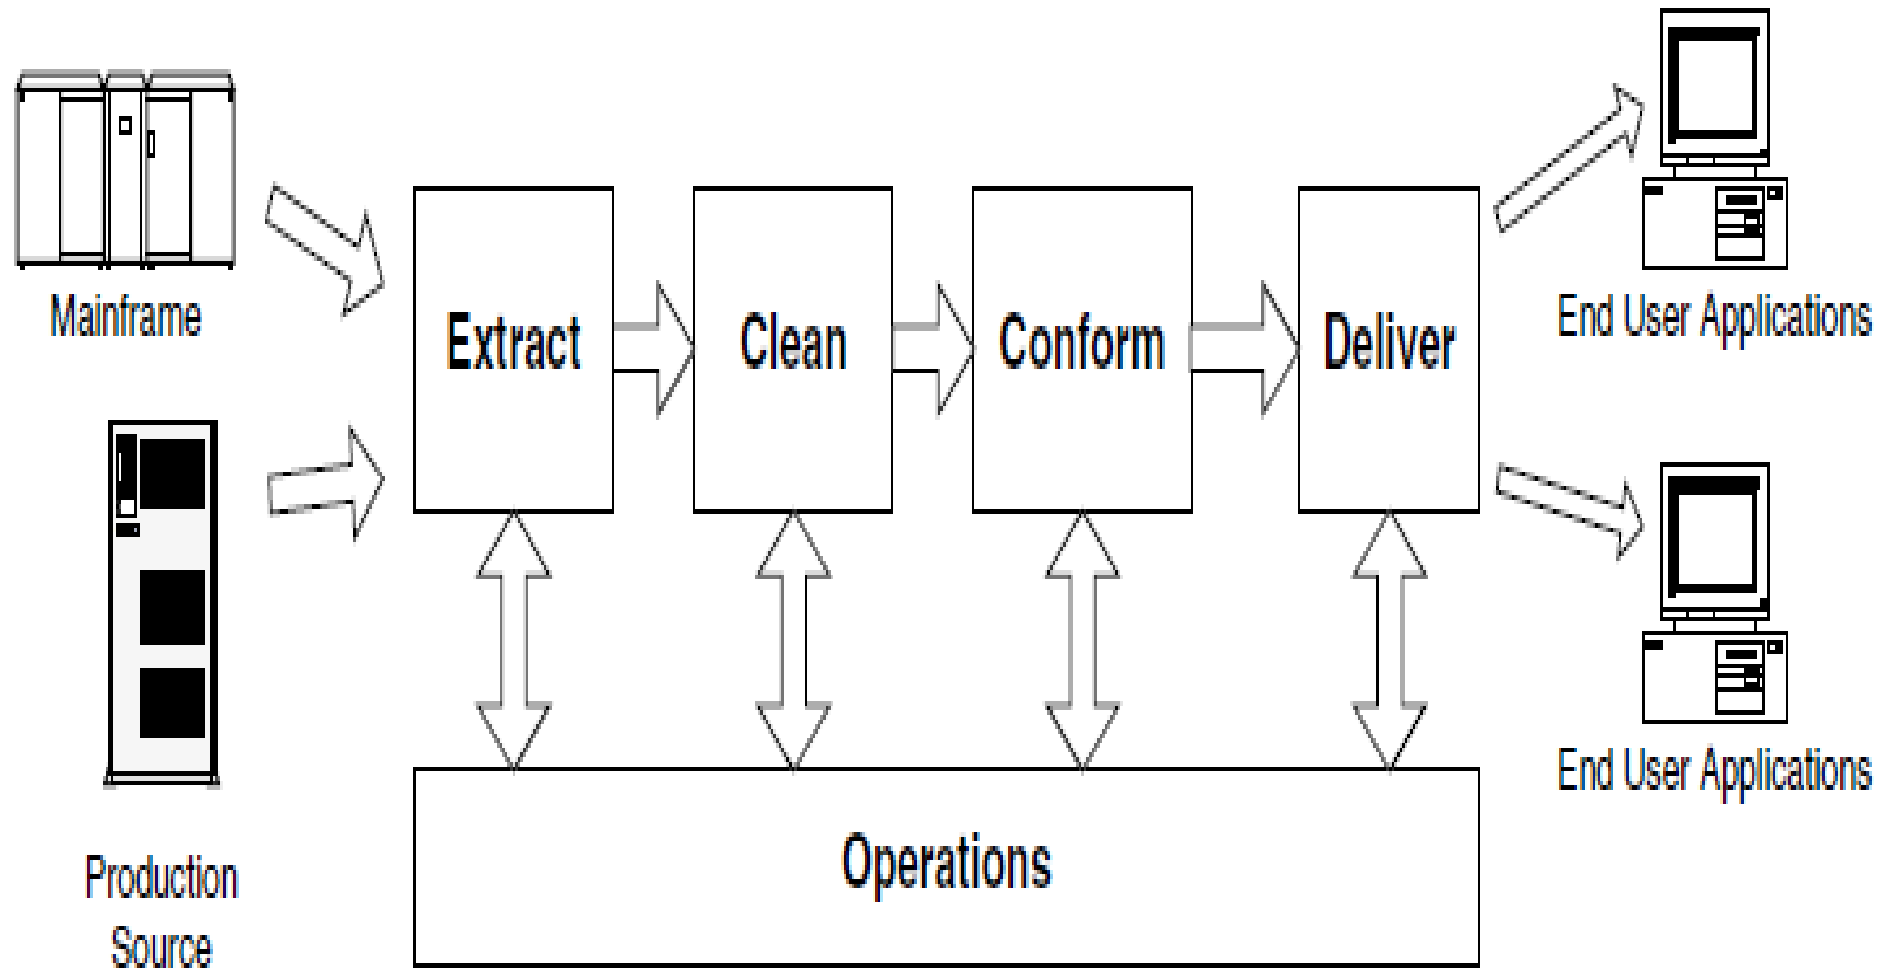 Mainframe
Extract
Clean
Conform
Deliver
End User Applications
End User Applications
Production
Source
Operations